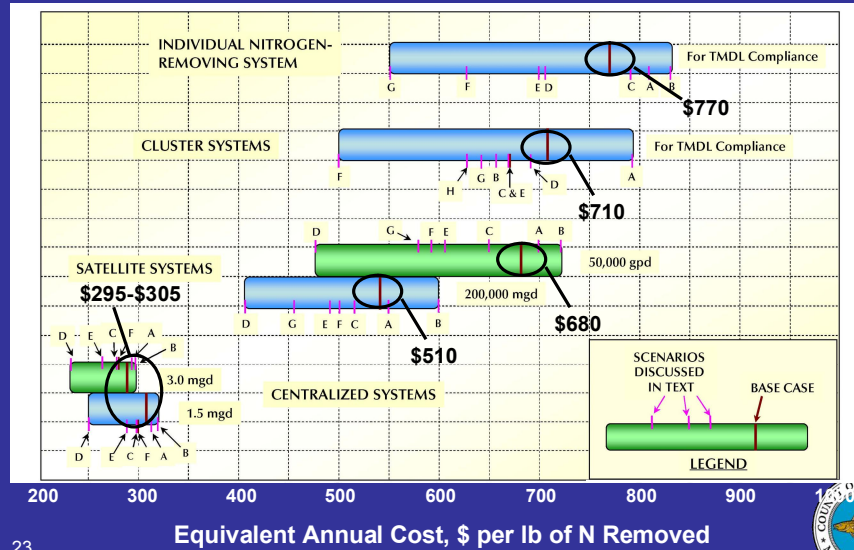 INDIVIDUAL NITROGEN-
REMOVING SYSTEM
For TMDL Compliance
G F E D C A B
$770
CLUSTER SYSTEMS
For TMDL Compliance
F H G B C & E D A
$710
D G F E C A B
50,000 gpd
SATELLITE SYSTEMS
$295-$305
200,000 mgd
$680
D G E F C A B
$510
D E C F A B
3.0 mgd
CENTRALIZED SYSTEMS
1.5 mgd
D E C F A B
SCENARIOS
DISCUSSED
IN TEXT
BASE CASE
LEGEND
200 300 400 500 600 700 800 900 1000
Equivalent Annual Cost, $ per lb of N Removed
23